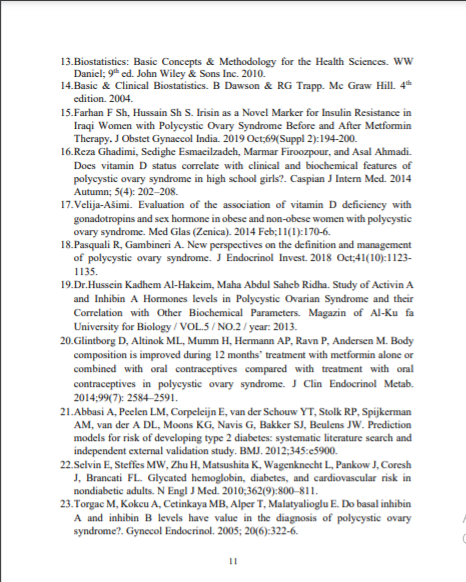 13.Biostatistics: Basic Concepts & Methodology for the Health Sciences. WW
Daniel; 9th ed. John Wiley & Sons Inc. 2010.
14.Basic & Clinical Biostatistics. B Dawson & RG Trapp. Mc Graw Hill. 4th
edition. 2004.
15.Farhan F Sh, Hussain Sh S. Irisin as a Novel Marker for Insulin Resistance in
Iraqi Women with Polycystic Ovary Syndrome Before and After Metformin
Therapy. J Obstet Gynaecol India. 2019 Oct;69(Suppl 2):194-200.
16.Reza Ghadimi, Sedighe Esmaeilzadeh, Marmar Firoozpour, and Asal Ahmadi.
Does vitamin D status correlate with clinical and biochemical features of
polycystic ovary syndrome in high school girls?. Caspian J Intern Med. 2014
Autumn; 5(4): 202–208.
17.Velija-Ašimi. Evaluation of the association of vitamin D deficiency with
gonadotropins and sex hormone in obese and non-obese women with polycystic
ovary syndrome. Med Glas (Zenica). 2014 Feb;11(1):170-6.
18.Pasquali R, Gambineri A. New perspectives on the definition and management
of polycystic ovary syndrome. J Endocrinol Invest. 2018 Oct;41(10):1123-
1135.
19.Dr.Hussein Kadhem Al-Hakeim, Maha Abdul Saheb Ridha. Study of Activin A
and Inhibin A Hormones levels in Polycystic Ovarian Syndrome and their
Correlation with Other Biochemical Parameters. Magazin of Al-Ku fa
University for Biology / VOL.5 / NO.2 / year: 2013.
20.Glintborg D, Altinok ML, Mumm H, Hermann AP, Ravn P, Andersen M. Body
composition is improved during 12 months’ treatment with metformin alone or
combined with oral contraceptives compared with treatment with oral
contraceptives in polycystic ovary syndrome. J Clin Endocrinol Metab.
2014;99(7): 2584–2591.
21.Abbasi A, Peelen LM, Corpeleijn E, van der Schouw YT, Stolk RP, Spijkerman
AM, van der A DL, Moons KG, Navis G, Bakker SJ, Beulens JW. Prediction
models for risk of developing type 2 diabetes: systematic literature search and
independent external validation study. BMJ. 2012;345:e5900.
22.Selvin E, Steffes MW, Zhu H, Matsushita K, Wagenknecht L, Pankow J, Coresh
J, Brancati FL. Glycated hemoglobin, diabetes, and cardiovascular risk in
nondiabetic adults. N Engl J Med. 2010;362(9):800–811.
23.Torgac M, Kokcu A, Cetinkaya MB, Alper T, Malatyalioglu E. Do basal inhibin
A and inhibin B levels have value in the diagnosis of polycystic ovary
syndrome?. Gynecol Endocrinol. 2005; 20(6):322-6.
11